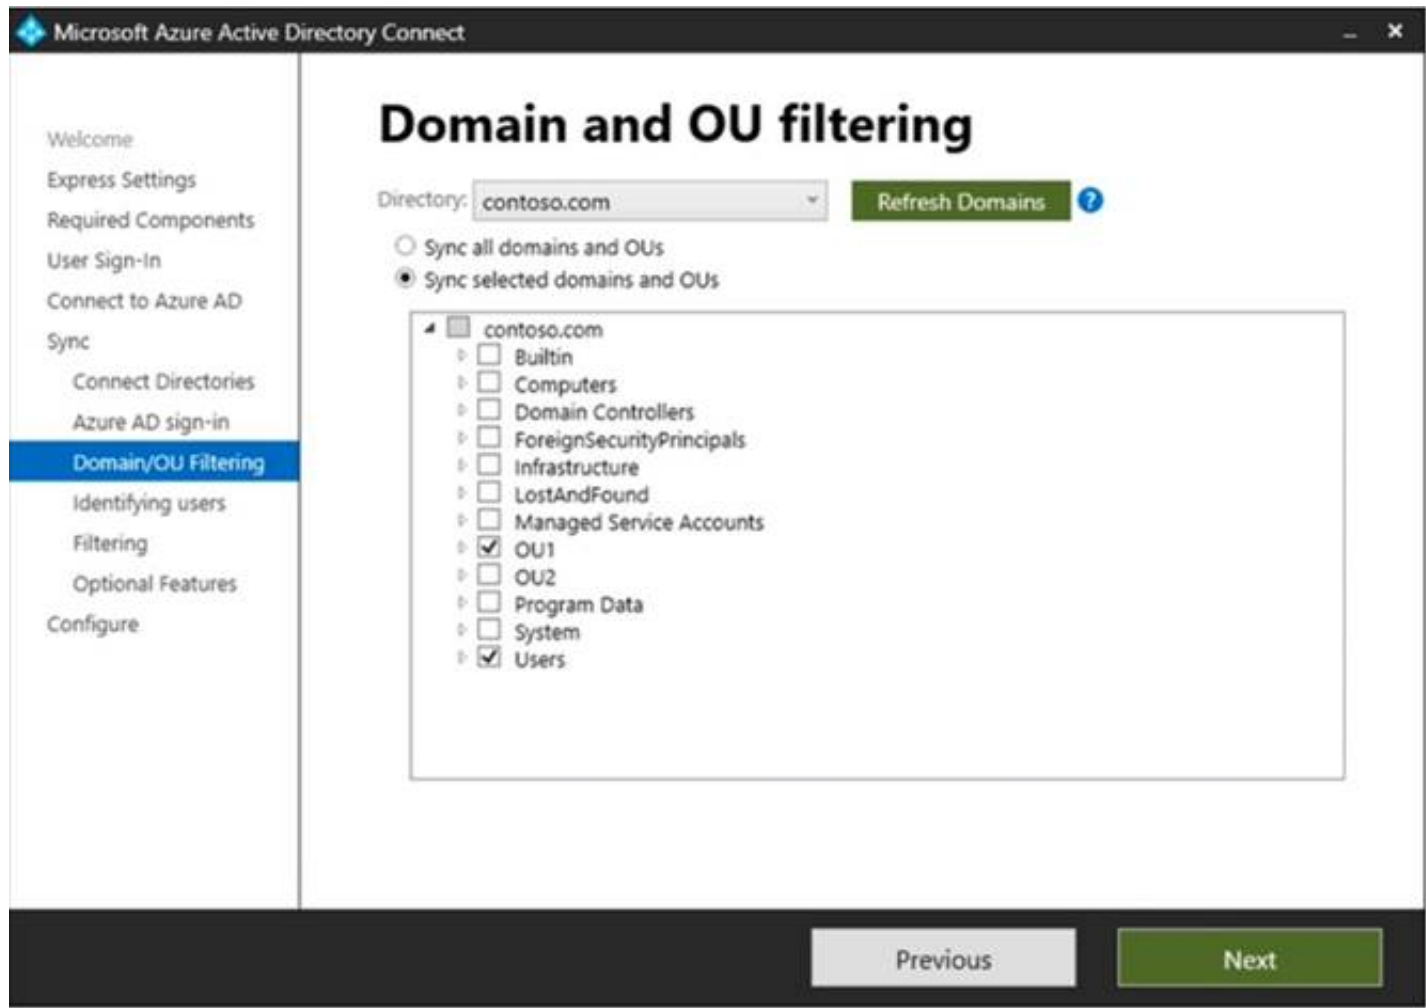 Microsoft Azure Active Directory Connect
Welcome
Express Settings
Required Components
User Sign-In
Connect to Azure AD
Sync
Connect Directories
Azure AD sign-in
Domain/OU Filtering
Identifying users
Filtering
Optional Features
Configure
Domain and OU filtering
Directory: contoso.com Refresh Domains ?
Sync all domains and OUs
Sync selected domains and OUs
contoso.com
Builtin
Computers
Domain Controllers
ForeignSecurityPrincipals
Infrastructure
LostAndFound
Managed Service Accounts
OU1
OU2
Program Data
System
Users
Previous Next